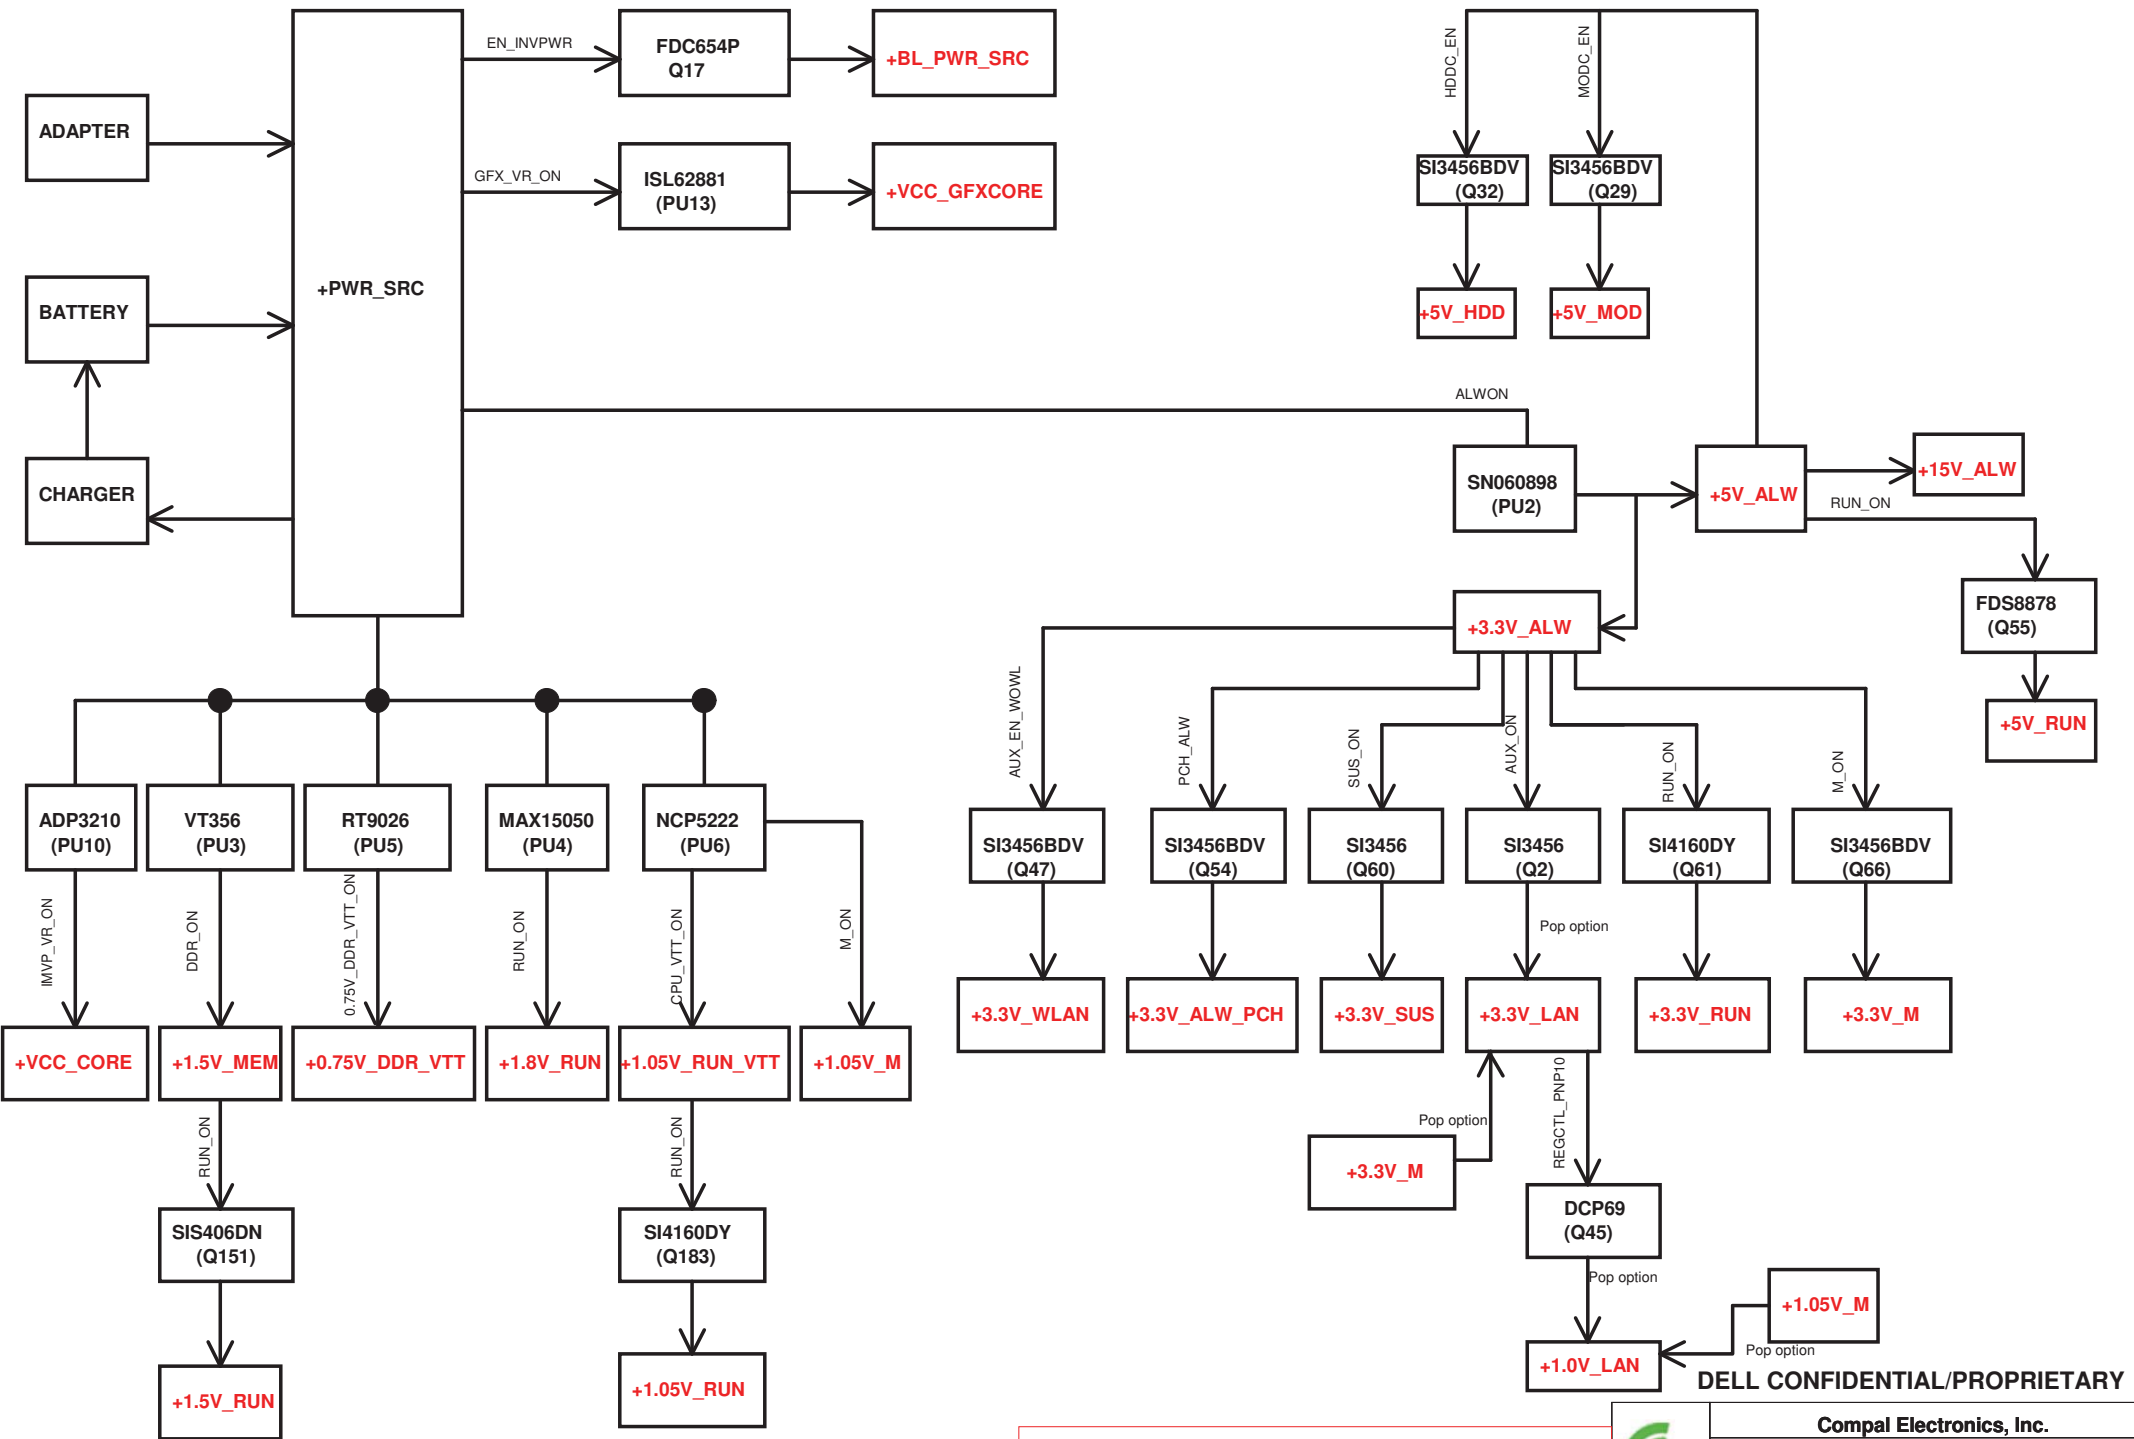 EN_INVPWR
FDC654P
Q17
+BL_PWR_SRC
HDDC_EN
MODC_EN
ADAPTER
GFX_VR_ON
ISL62881
(PU13)
+VCC_GFXCORE
SI3456BDV
(Q32)
SI3456BDV
(Q29)
+PWR_SRC
BATTERY
+5V_HDD
+5V_MOD
ALWON
CHARGER
SN060898
(PU2)
+5V_ALW
+15V_ALW
RUN_ON
FDS8878
(Q55)
+3.3V_ALW
+5V_RUN
AUX_EN_WOWL
PCH_ALW
SUS_ON
AUX_ON
RUN_ON
M_ON
ADP3210
(PU10)
VT356
(PU3)
RT9026
(PU5)
MAX15050
(PU4)
NCP5222
(PU6)
SI3456BDV
(Q47)
SI3456BDV
(Q54)
SI3456
(Q60)
SI3456
(Q2)
SI4160DY
(Q61)
SI3456BDV
(Q66)
IMVP_VR_ON
DDR_ON
0.75V_DDR_VTT_ON
RUN_ON
CPU_VTT_ON
M_ON
Pop option
+3.3V_WLAN
+3.3V_ALW_PCH
+3.3V_SUS
+3.3V_LAN
+3.3V_RUN
+3.3V_M
+VCC_CORE
+1.5V_MEM
+0.75V_DDR_VTT
+1.8V_RUN
+1.05V_RUN_VTT
+1.05V_M
RUN_ON
RUN_ON
Pop option
REGCTL_PNP10
+3.3V_M
SIS406DN
(Q151)
SI4160DY
(Q183)
DCP69
(Q45)
Pop option
+1.05V_M
Pop option
+1.0V_LAN
+1.5V_RUN
+1.05V_RUN
DELL CONFIDENTIAL/PROPRIETARY
Compal Electronics, Inc.